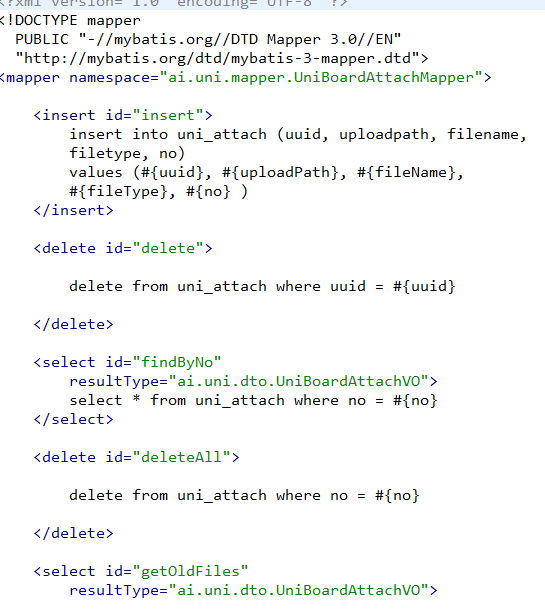 <?xml version="1.0" encoding="UTF-8" ?>
<!DOCTYPE mapper
PUBLIC "-//mybatis.org//DTD Mapper 3.0//EN"
"http://mybatis.org/dtd/mybatis-3-mapper.dtd">
<mapper namespace="ai.uni.mapper.UniBoardAttachMapper">
<insert id="insert">
insert into uni_attach (uuid, uploadpath, filename,
filetype, no)
values (#{uuid}, #{uploadPath}, #{fileName},
#{fileType}, #{no} )
</insert>
<delete id="delete">
delete from uni_attach where uuid = #{uuid}
</delete>
<select id="findByNo"
resultType="ai.uni.dto.UniBoardAttachVO">
select * from uni_attach where no = #{no}
</select>
<delete id="deleteAll">
delete from uni_attach where no = #{no}
</delete>
<select id="getOldFiles"
resultType="ai.uni.dto.UniBoardAttachVO">